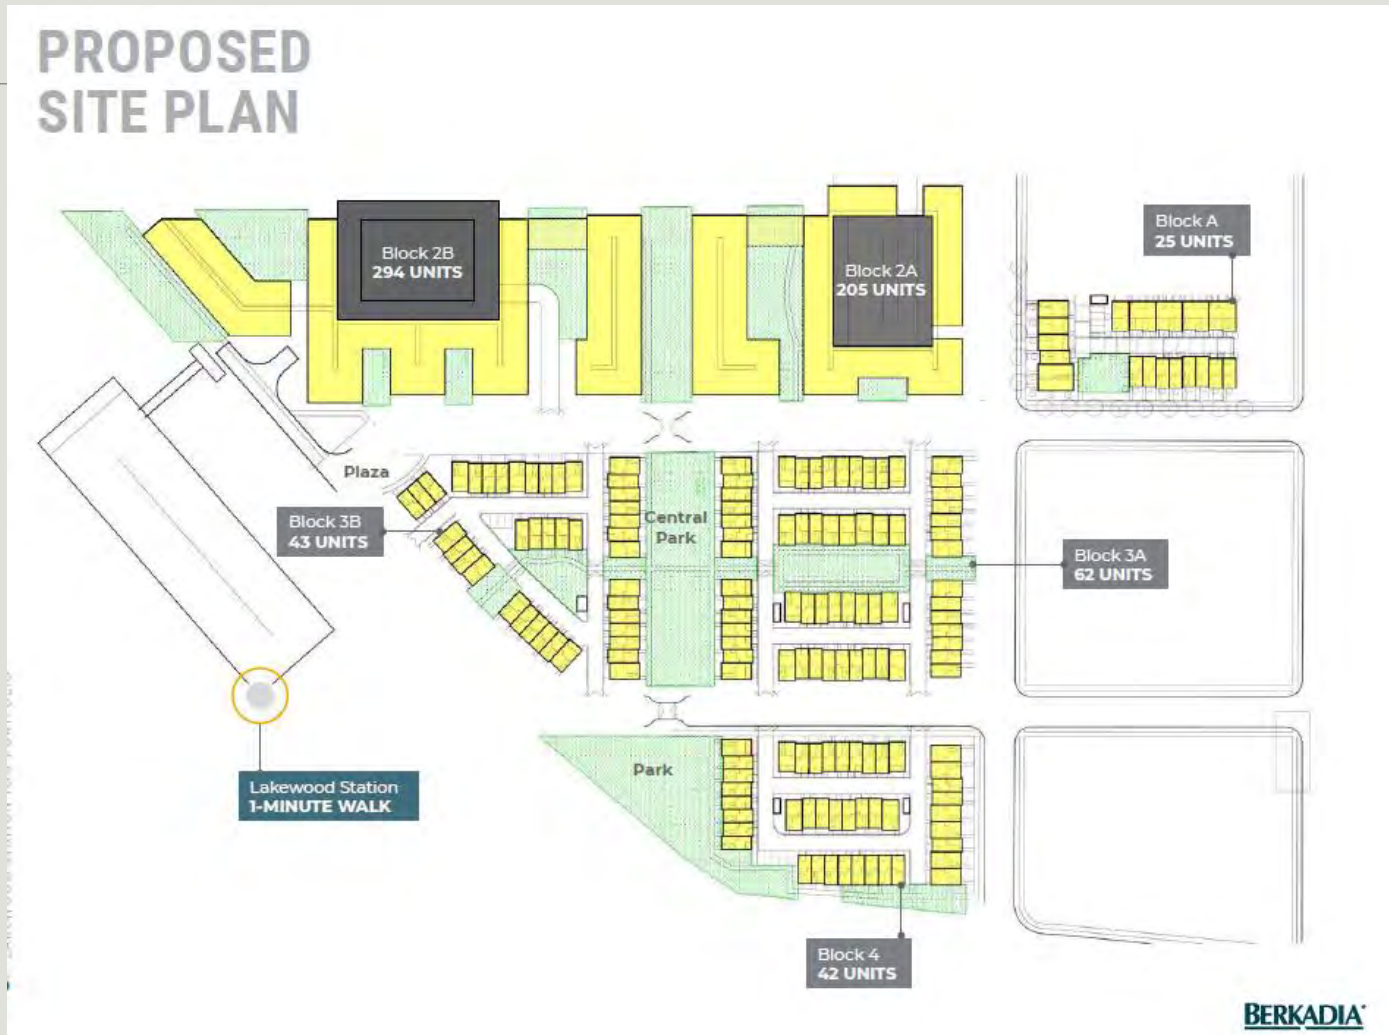 PROPOSED
SITE PLAN
Block A
25 UNITS
Block 2B
294 UNITS
Block 2A
205 UNITS
Plaza
Block 3B
43 UNITS
Central
Park
Block 3A
62 UNITS
Park
Lakewood Station
1-MINUTE WALK
Block 4
42 UNITS
BERKADIA